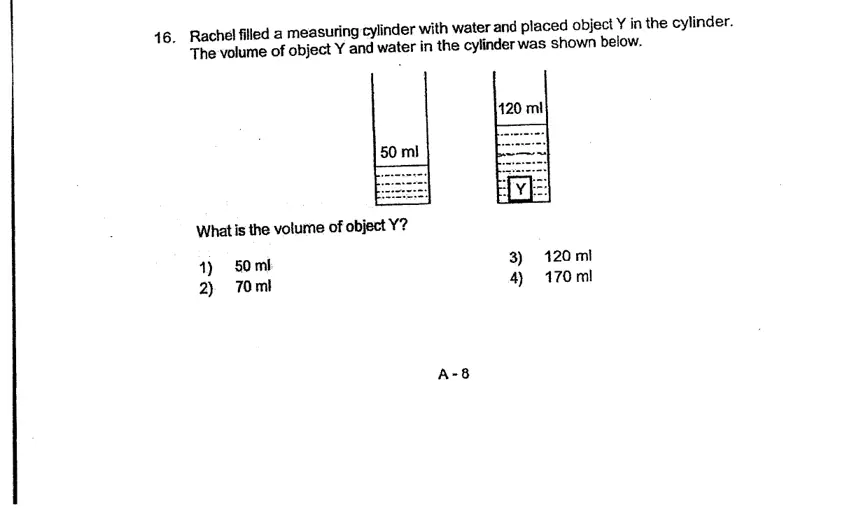 16. Rachel filled a measuring cylinder with water and placed object Y in the cylinder.
The volume of object Y and water in the cylinder was shown below.
120 ml
50 ml
Y
What is the volume of object Y?
1) 50 ml
2) 70 ml
3) 120 ml
4) 170 ml
A - 8